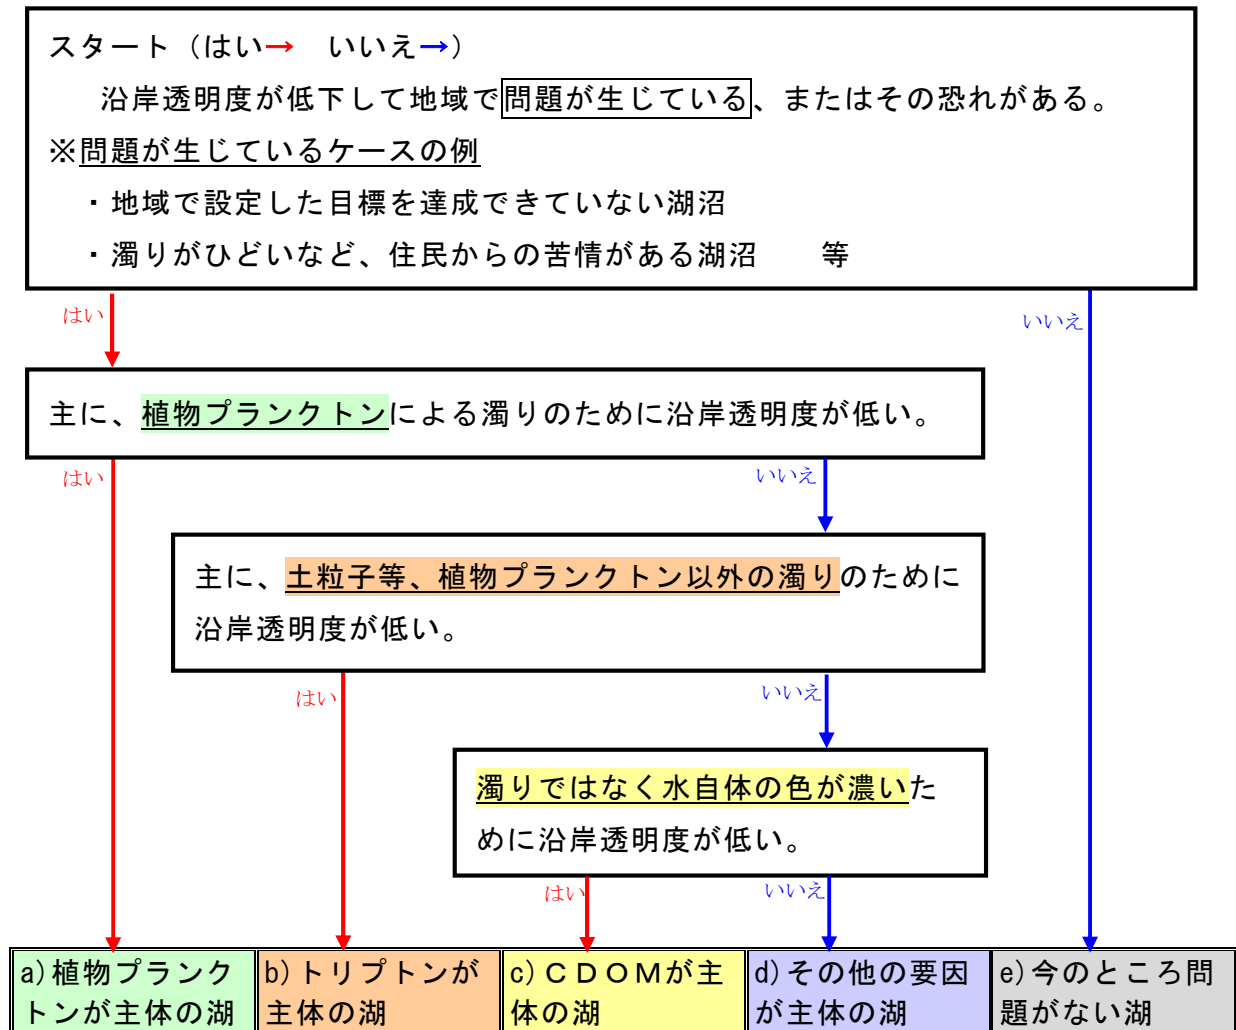 スタート（はい→　いいえ→）
沿岸透明度が低下して地域で問題が生じている、またはその恐れがある。
※問題が生じているケースの例
・地域で設定した目標を達成できていない湖沼
・濁りがひどいなど、住民からの苦情がある湖沼　　等
はい
いいえ
主に、植物プランクトンによる濁りのために沿岸透明度が低い。
はい
いいえ
主に、土粒子等、植物プランクトン以外の濁りのために
沿岸透明度が低い。
はい
いいえ
濁りではなく水自体の色が濃いた
めに沿岸透明度が低い。
はい
いいえ
a)植物プランク
トンが主体の湖
b)トリプトンが
主体の湖
c)ＣＤＯＭが主
体の湖
d)その他の要因
が主体の湖
e)今のところ問
題がない湖